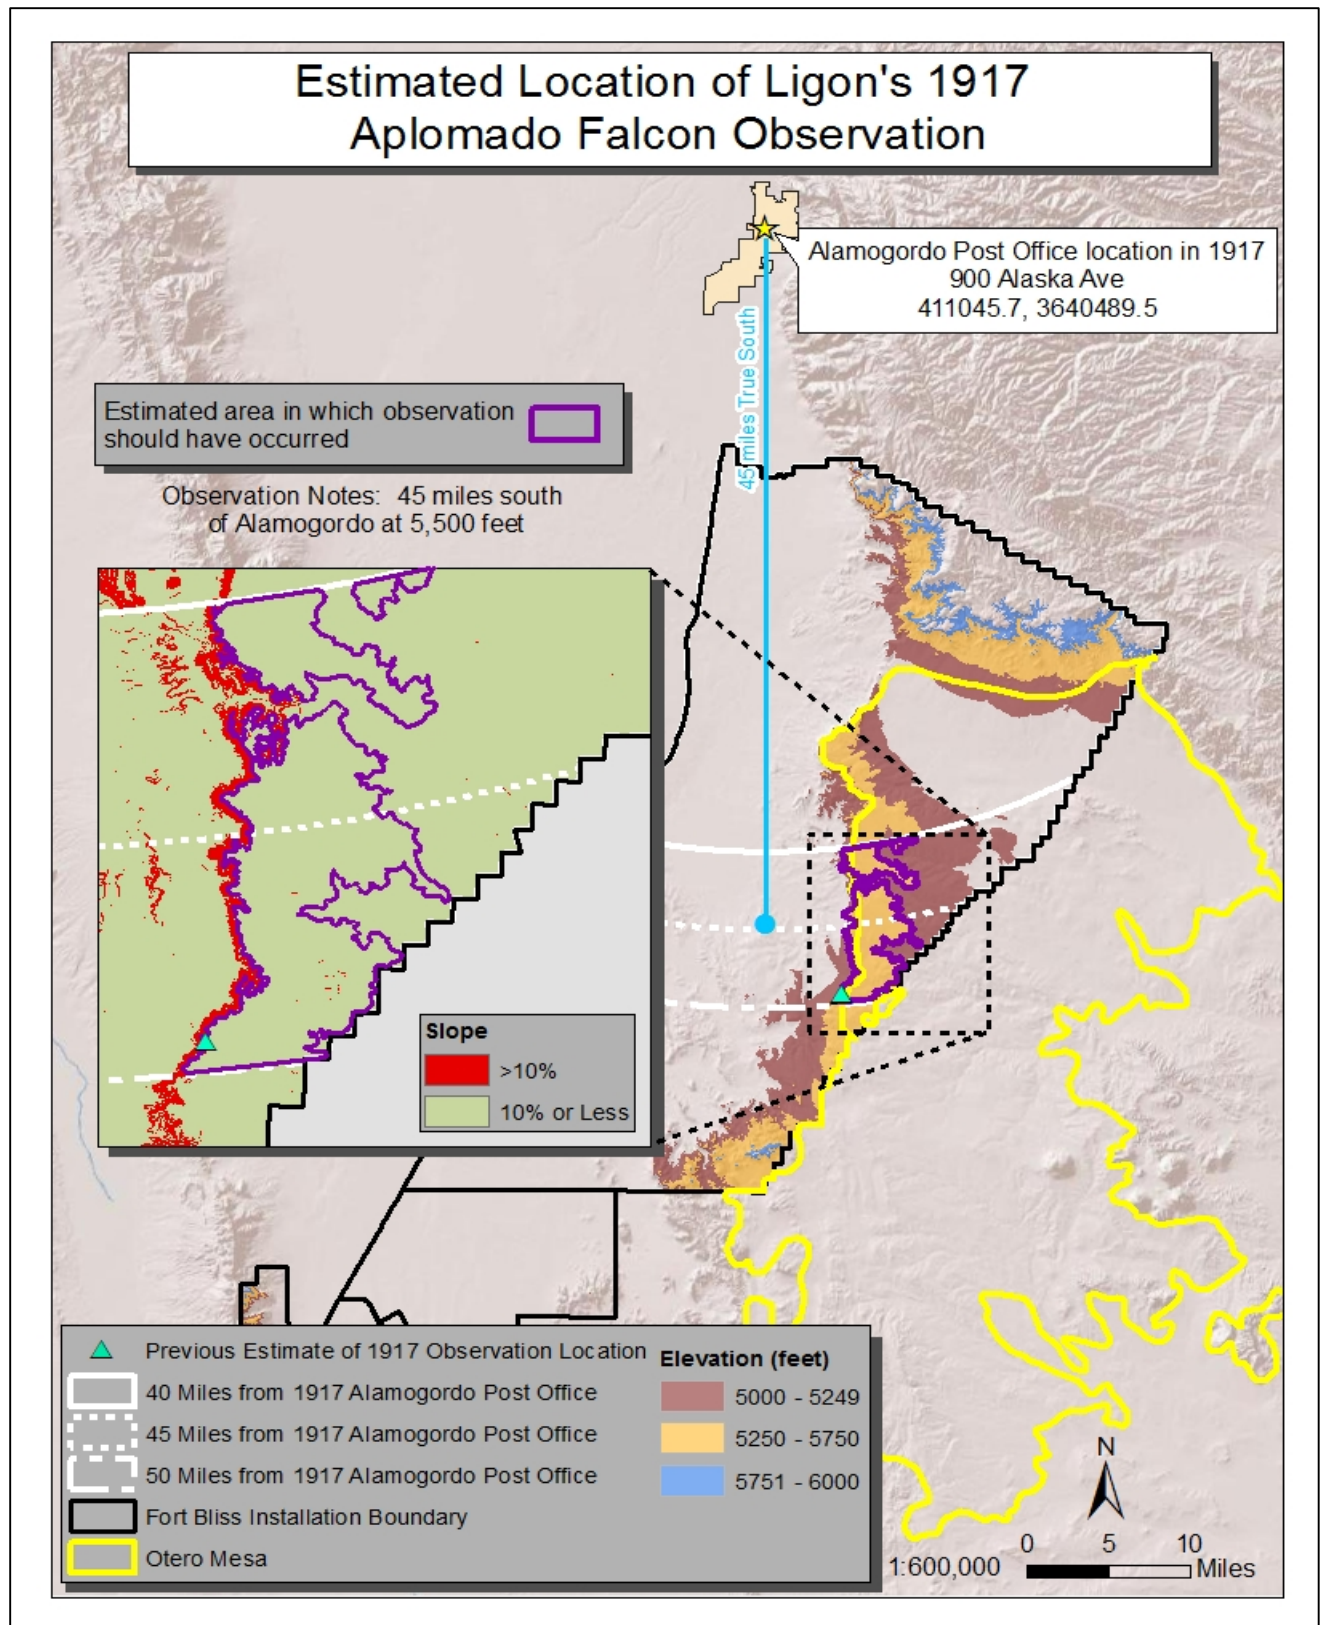 Estimated Location of Ligon's 1917
Aplomado Falcon Observation
Alamogordo Post Office location in 1917
900 Alaska Ave
411045.7, 3640489.5
45 miles True South
Estimated area in which observation
should have occurred
Observation Notes: 45 miles south
of Alamogordo at 5,500 feet
Slope
>10%
10% or Less
Previous Estimate of 1917 Observation Location
40 Miles from 1917 Alamogordo Post Office
45 Miles from 1917 Alamogordo Post Office
50 Miles from 1917 Alamogordo Post Office
Fort Bliss Installation Boundary
Otero Mesa
Elevation (feet)
5000 - 5249
5250 - 5750
5751 - 6000
N
0 5 10
1:600,000 Miles